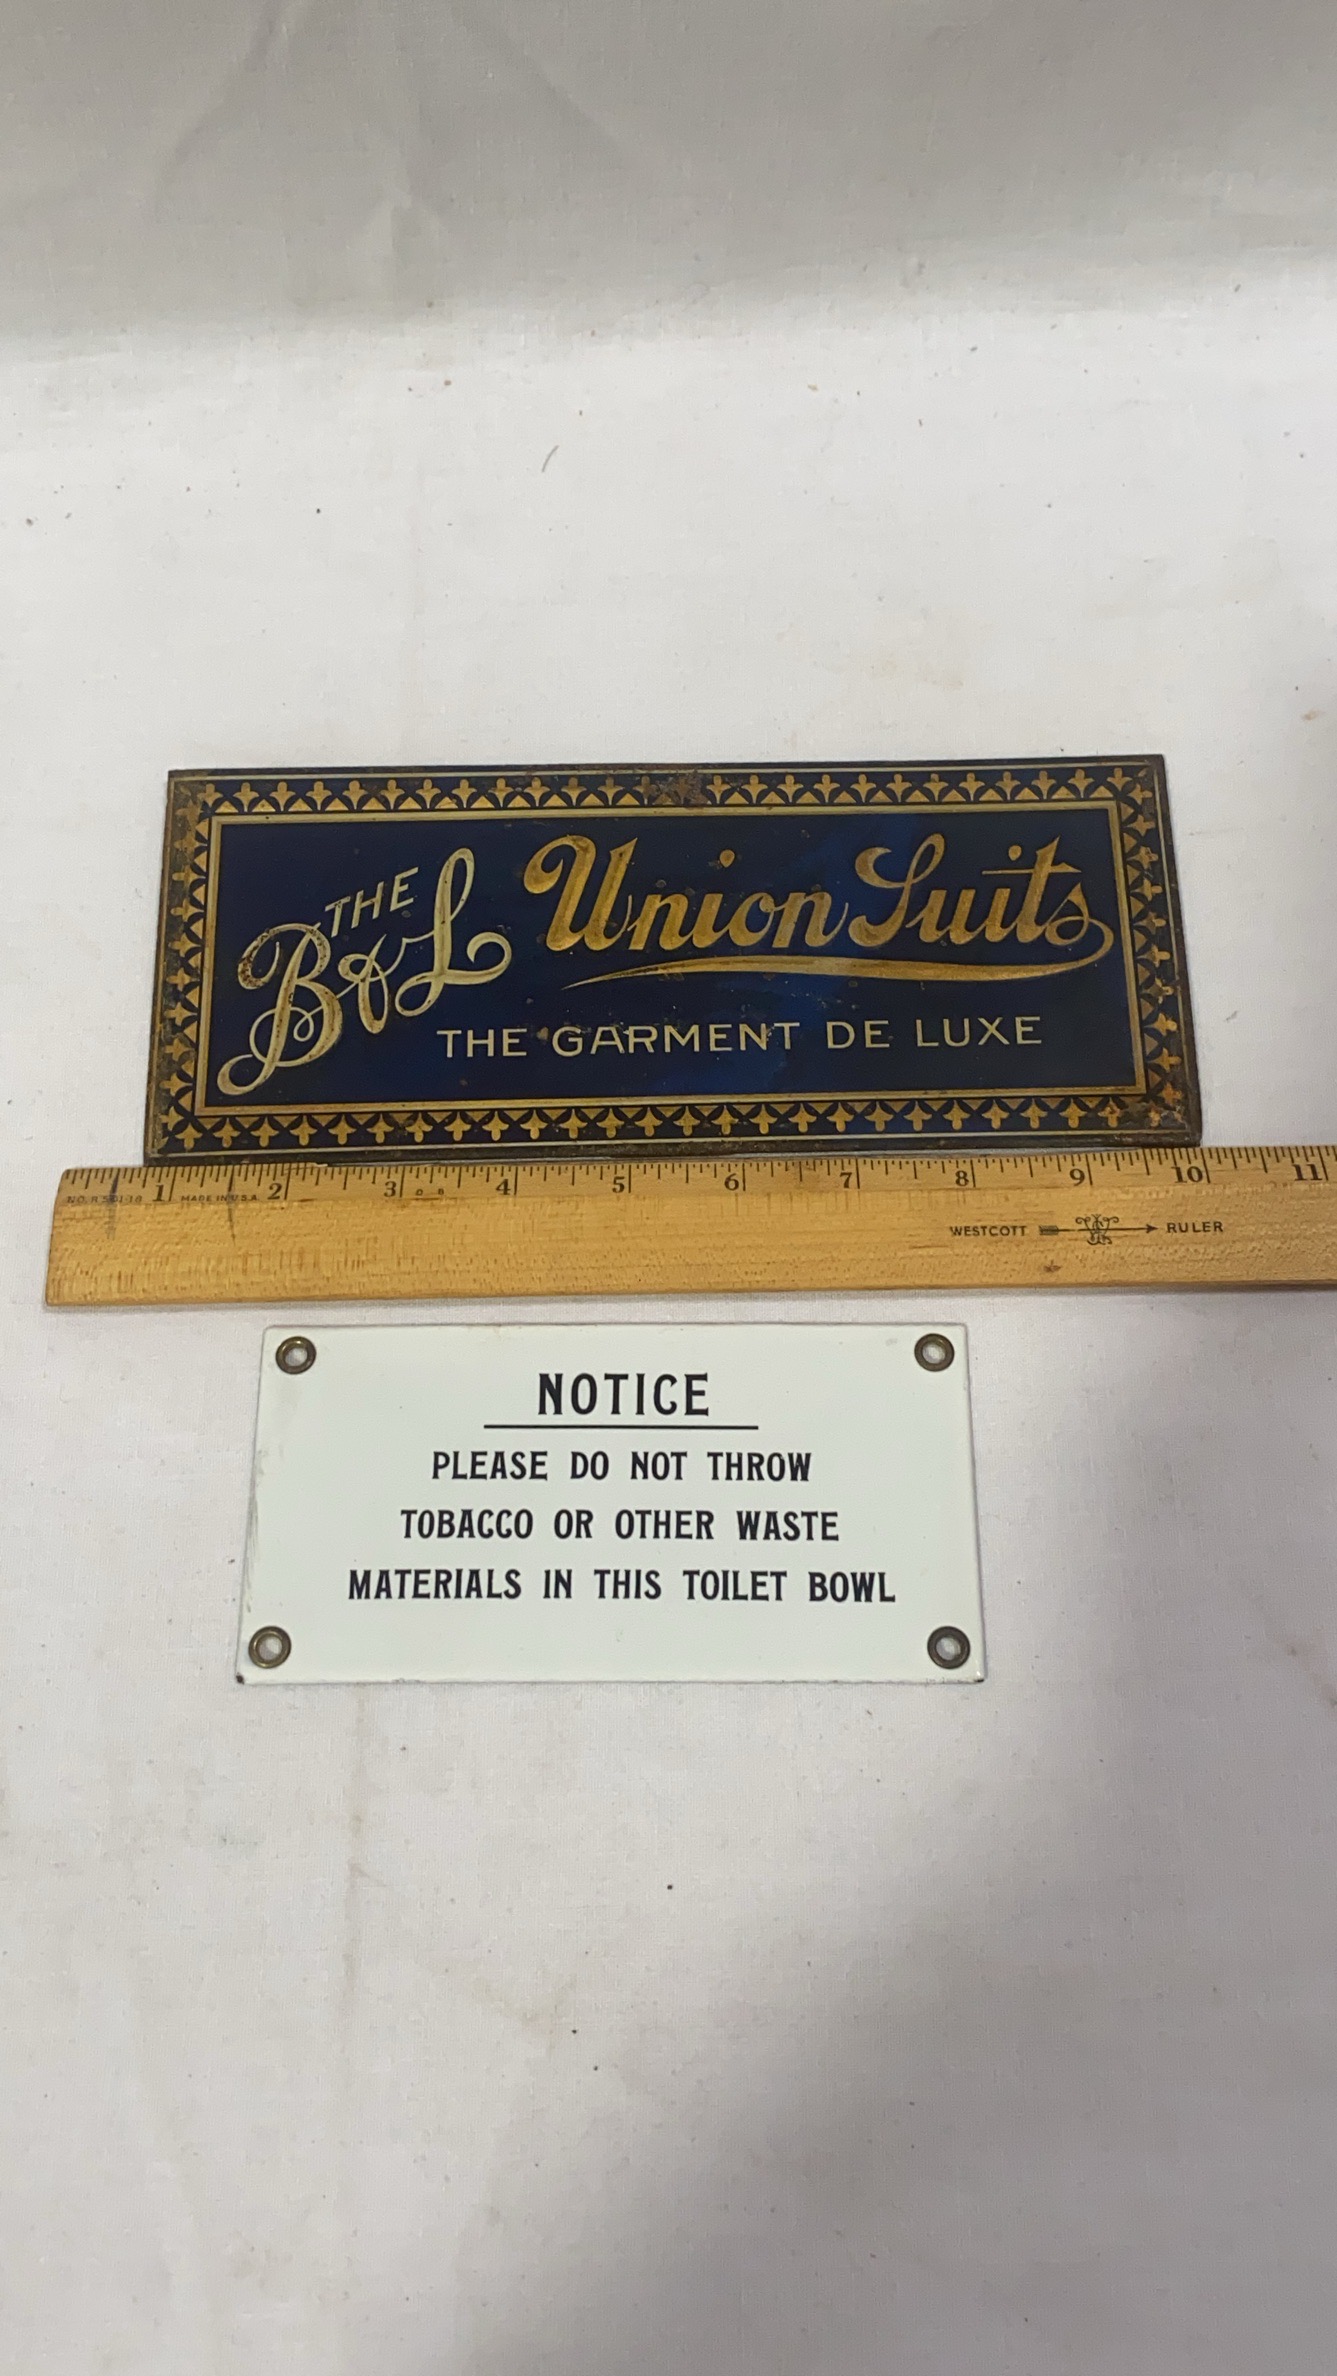 THE
B & L Union Suits
THE GARMENT DE LUXE
1 2 3 4 5 6 7 8 9 10 11
MADE IN U.S.A
WESTCOTT RULER
NOTICE
PLEASE DO NOT THROW
TOBACCO OR OTHER WASTE
MATERIALS IN THIS TOILET BOWL